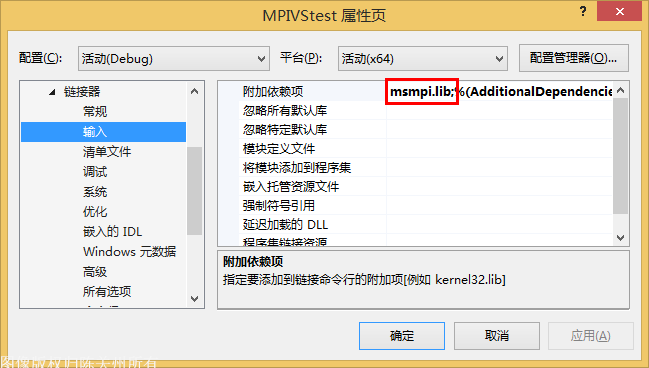 MPIVStest 属性页
配置(C): 活动(Debug) 平台(P): 活动(x64) 配置管理器(O)...
链接器
常规
输入
清单文件
调试
系统
优化
嵌入的 IDL
Windows 元数据
高级
所有选项
附加依赖项 msmpi.lib;%(AdditionalDependencie
忽略所有默认库
忽略特定默认库
模块定义文件
将模块添加到程序集
嵌入托管资源文件
强制符号引用
延迟加载的 DLL
程序集链接资源
附加依赖项
指定要添加到链接命令行的附加项[例如 kernel32.lib]
确定 取消 应用(A)
图像版权归陈天州所有